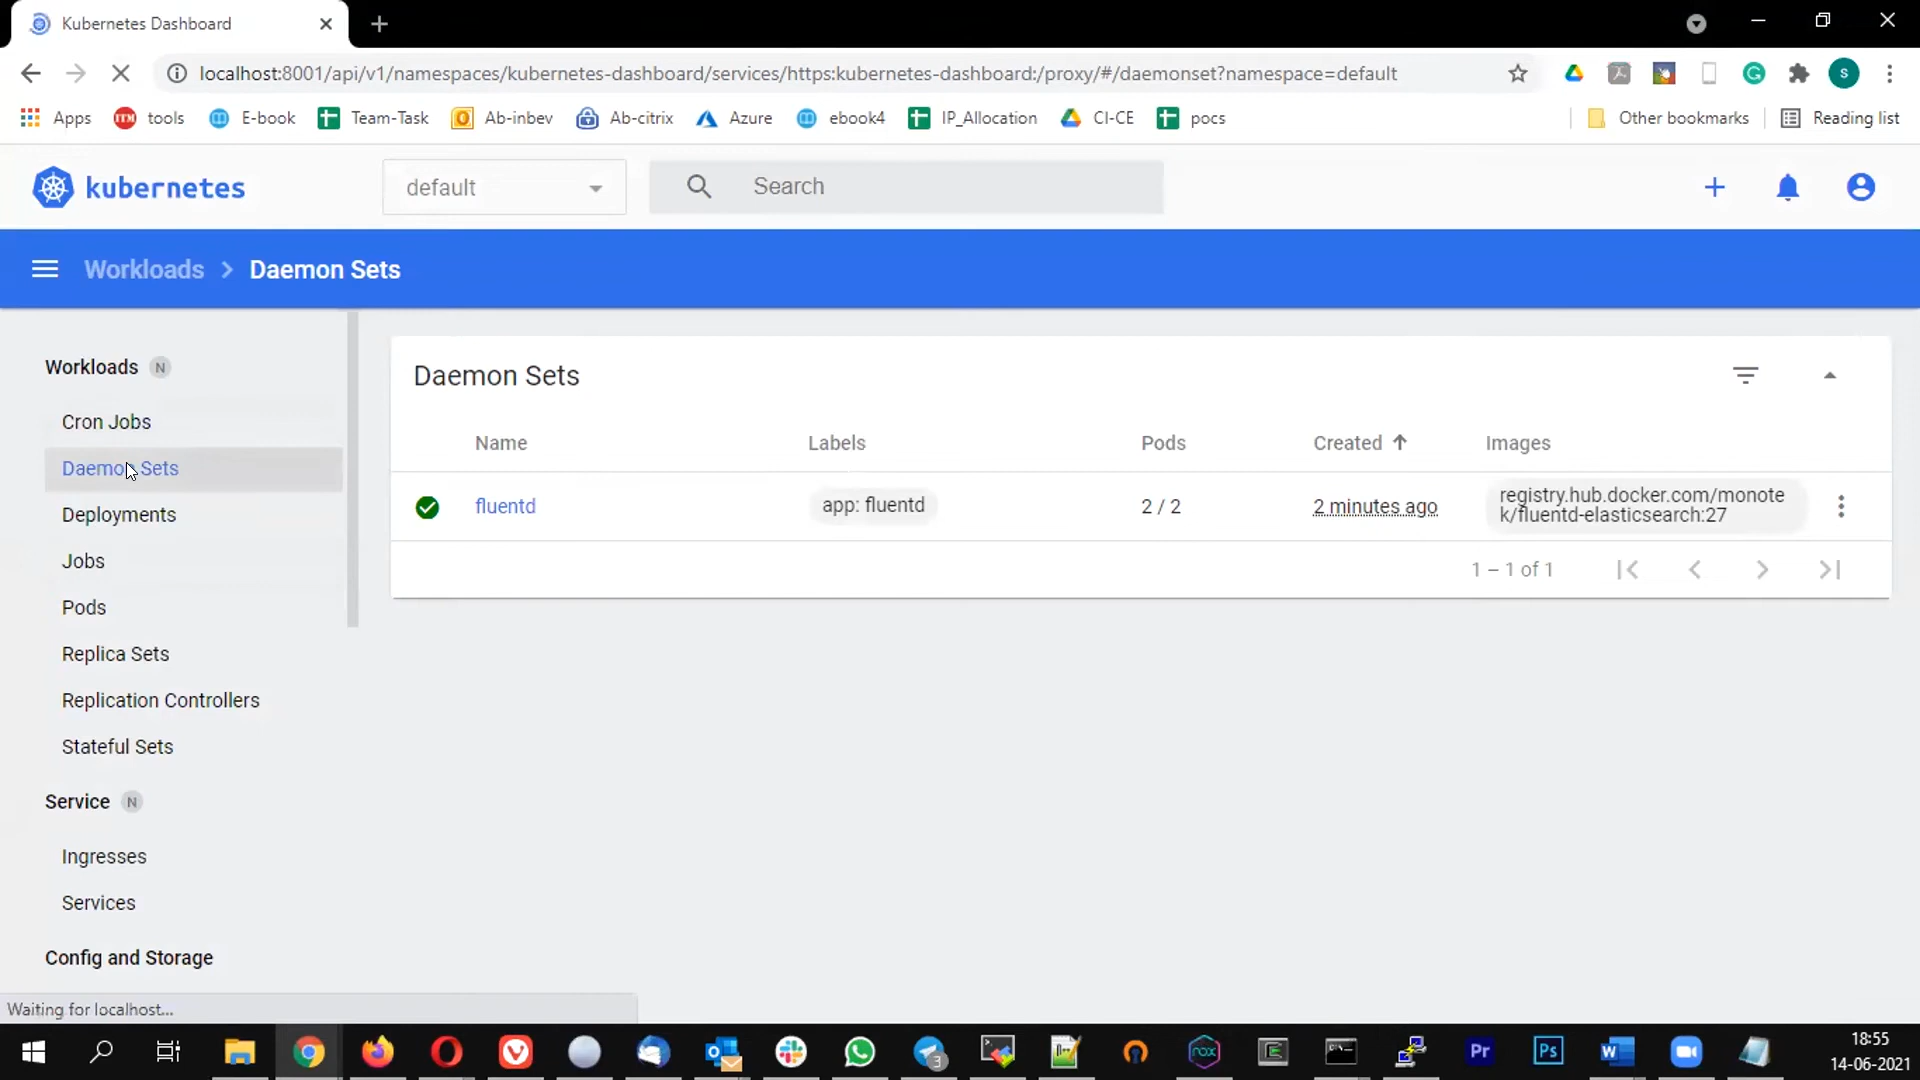 Kubernetes Dashboard
localhost:8001/api/v1/namespaces/kubernetes-dashboard/services/https:kubernetes-dashboard:/proxy/#/daemonset?namespace=default
S
Apps tools E-book Team-Task Ab-inbev Ab-citrix Azure ebook4 IP_Allocation CI-CE pocs Other bookmarks Reading list
kubernetes default Search
Workloads > Daemon Sets
Workloads N
Cron Jobs
Daemon Sets
Deployments
Jobs
Pods
Replica Sets
Replication Controllers
Stateful Sets
Service N
Ingresses
Services
Config and Storage
Daemon Sets
Name Labels Pods Created Images
fluentd app: fluentd 2 / 2 2 minutes ago registry.hub.docker.com/monote
k/fluentd-elasticsearch:27
1 – 1 of 1
Waiting for localhost...
3 nox Pr Ps W
18:55
14-06-2021